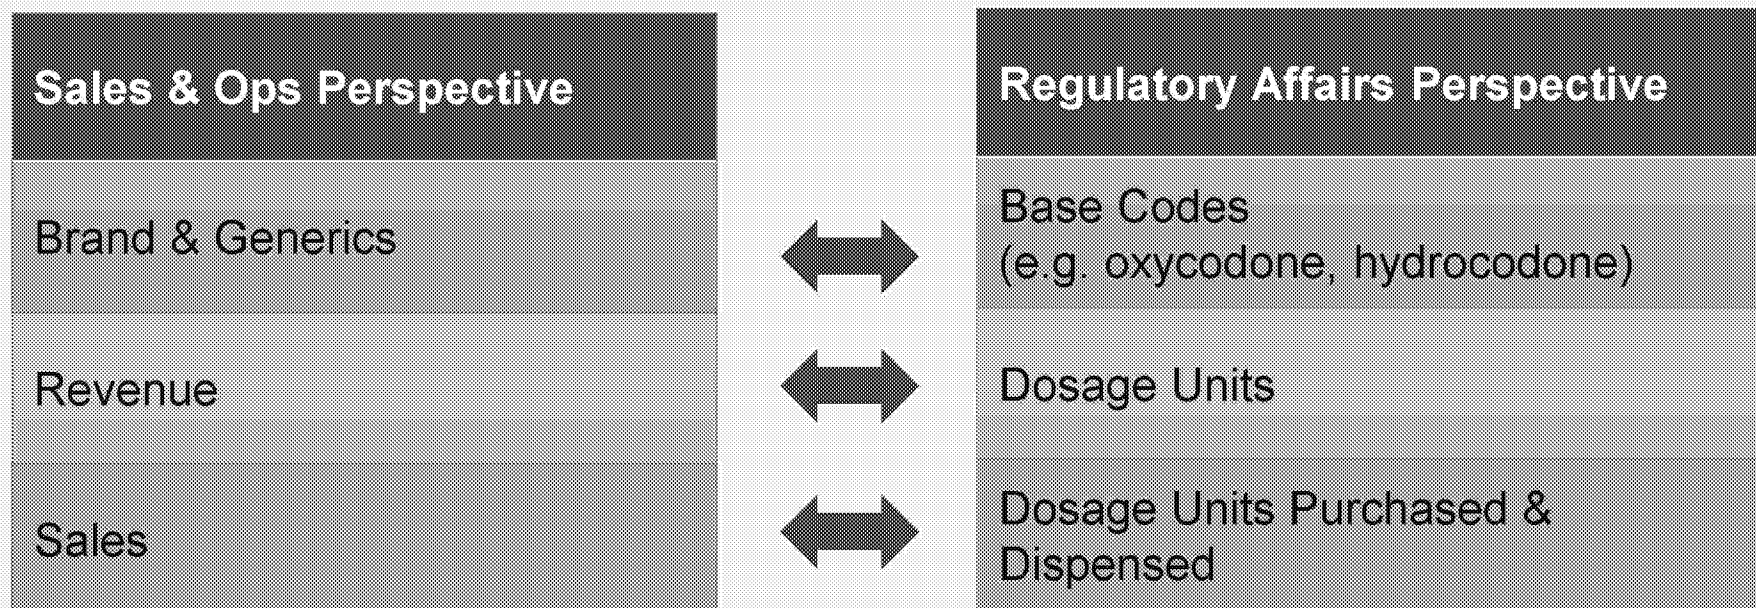 Sales & Ops Perspective
Brand & Generics
Revenue
Sales
Regulatory Affairs Perspective
Base Codes
(e.g. oxycodone, hydrocodone)
Dosage Units
Dosage Units Purchased &
Dispensed